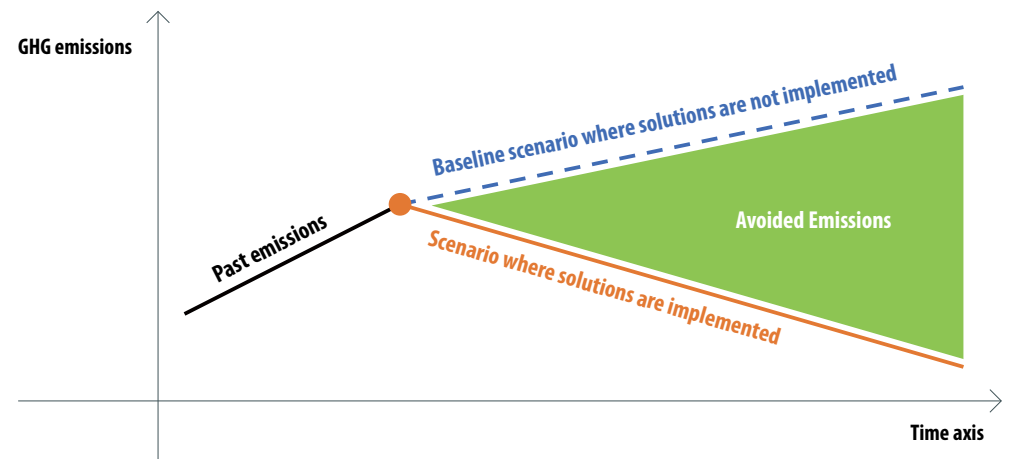 GHG emissions
Baseline scenario where solutions are not implemented
Past emissions
Avoided Emissions
Scenario where solutions are implemented
Time axis